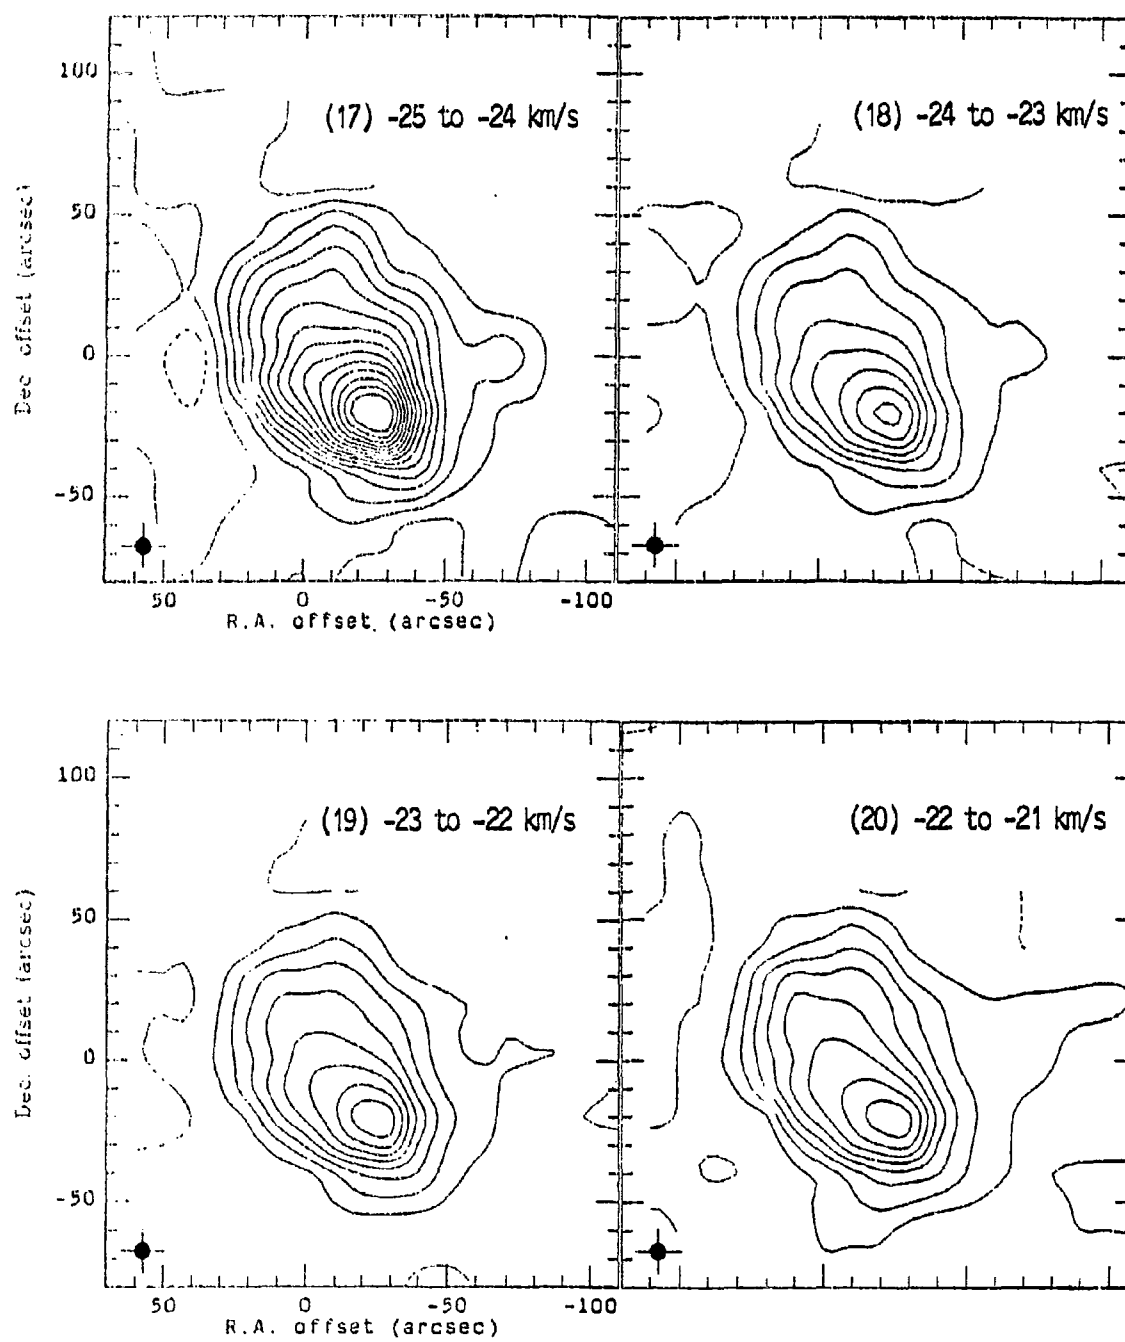 (17) -25 to -24 km/s
(18) -24 to -23 km/s
100
50
0
-50
Dec offset (arcsec)
50 0 -50 -100
R.A. offset. (arcsec)
(19) -23 to -22 km/s
(20) -22 to -21 km/s
100
50
0
-50
Dec. offset (arcsec)
50 0 -50 -100
R.A. offset (arcsec)